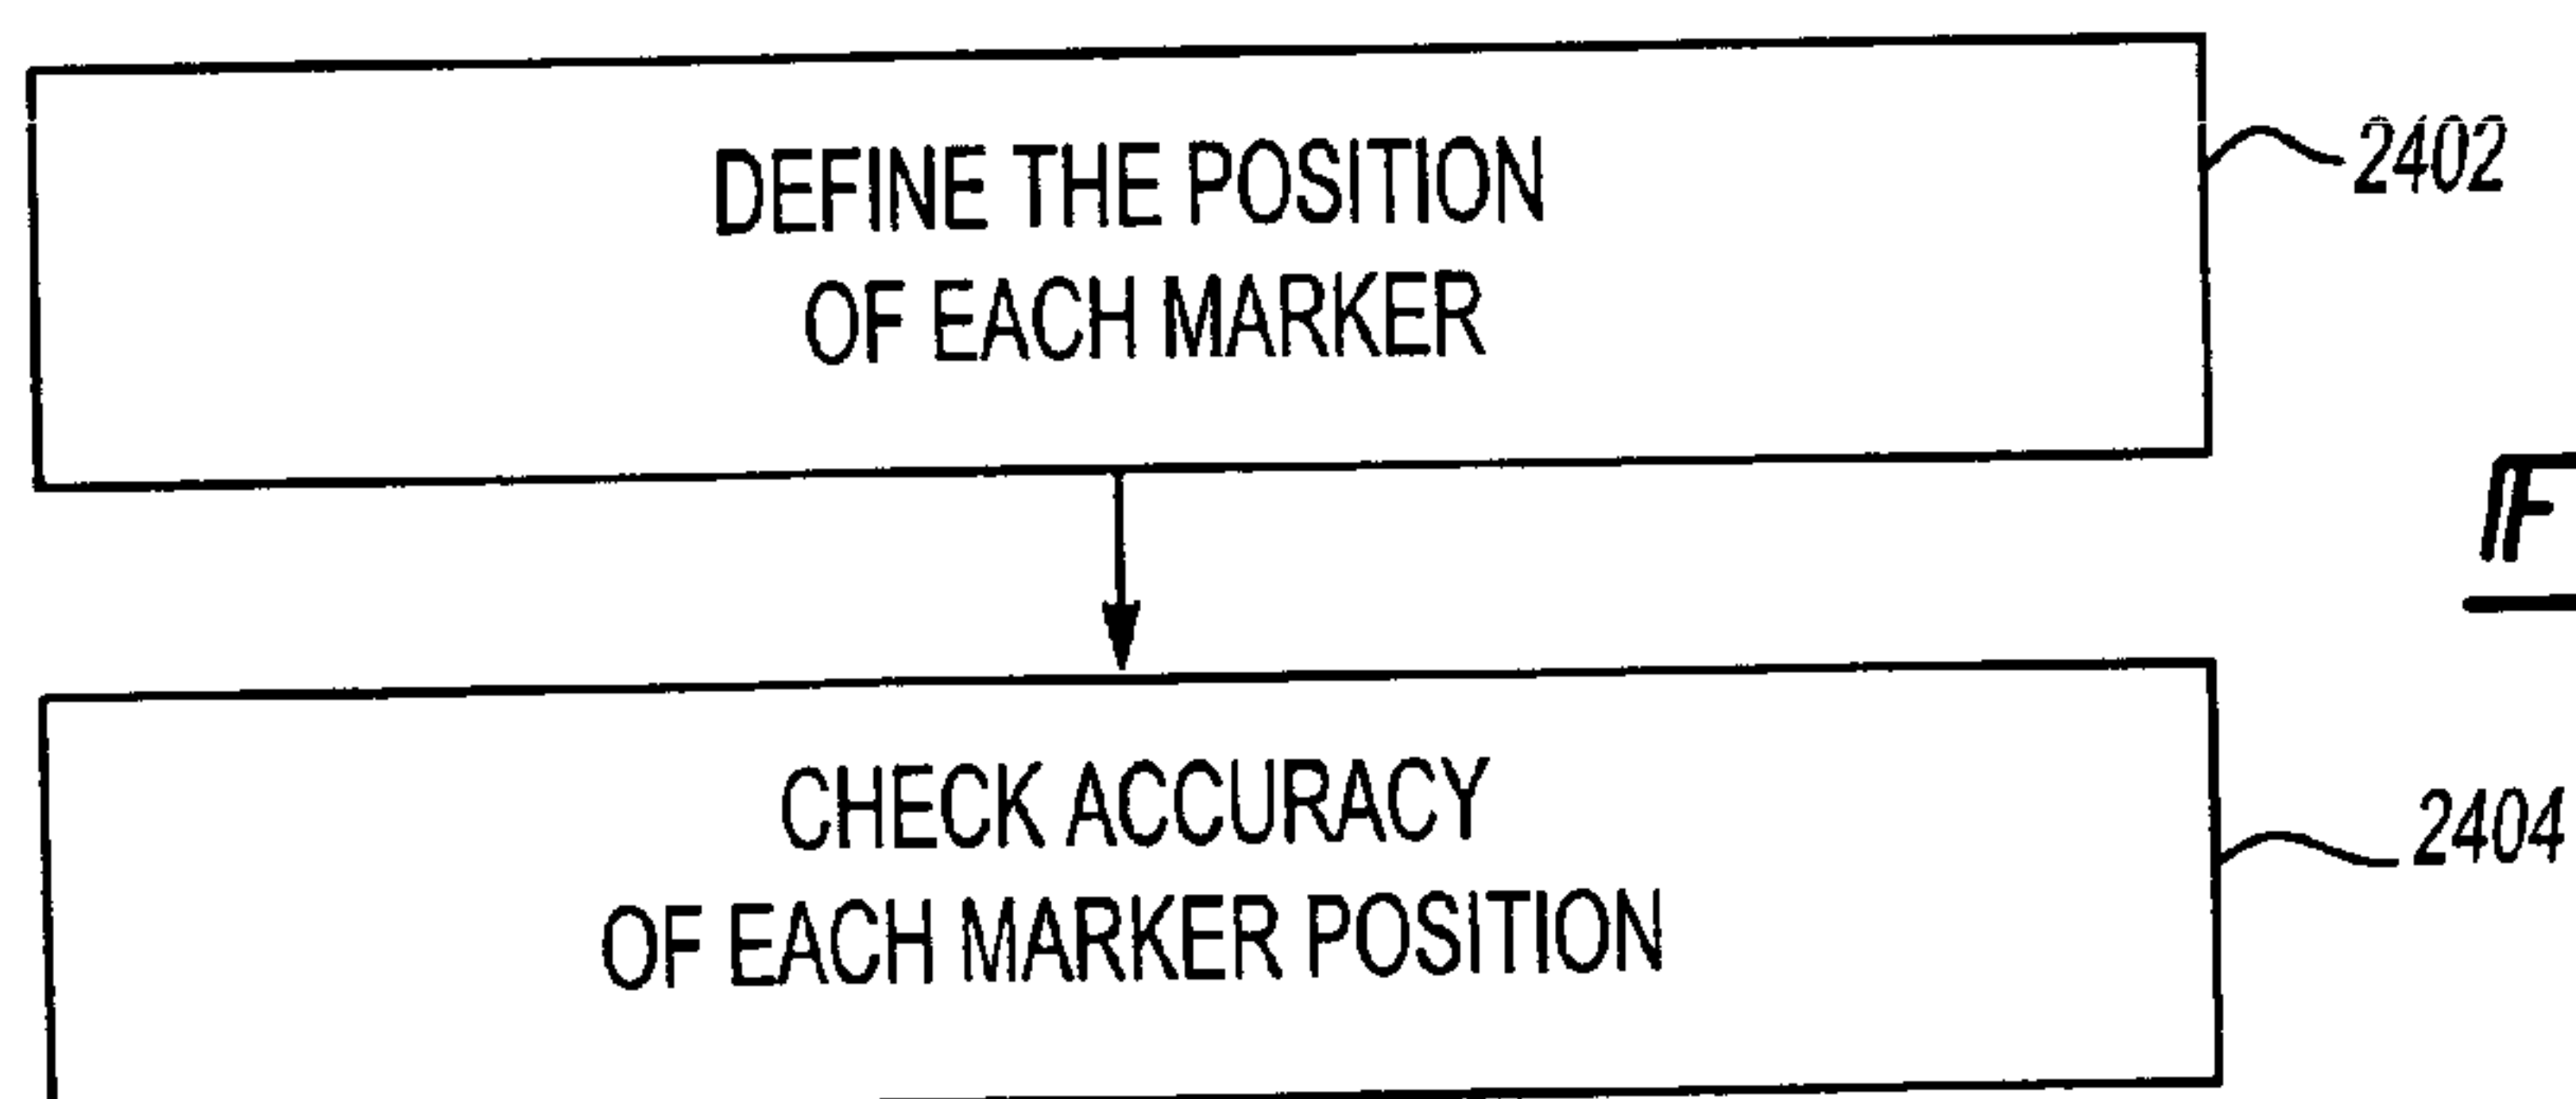 DEFINE THE POSITION
OF EACH MARKER
2402
F
CHECK ACCURACY
OF EACH MARKER POSITION
2404